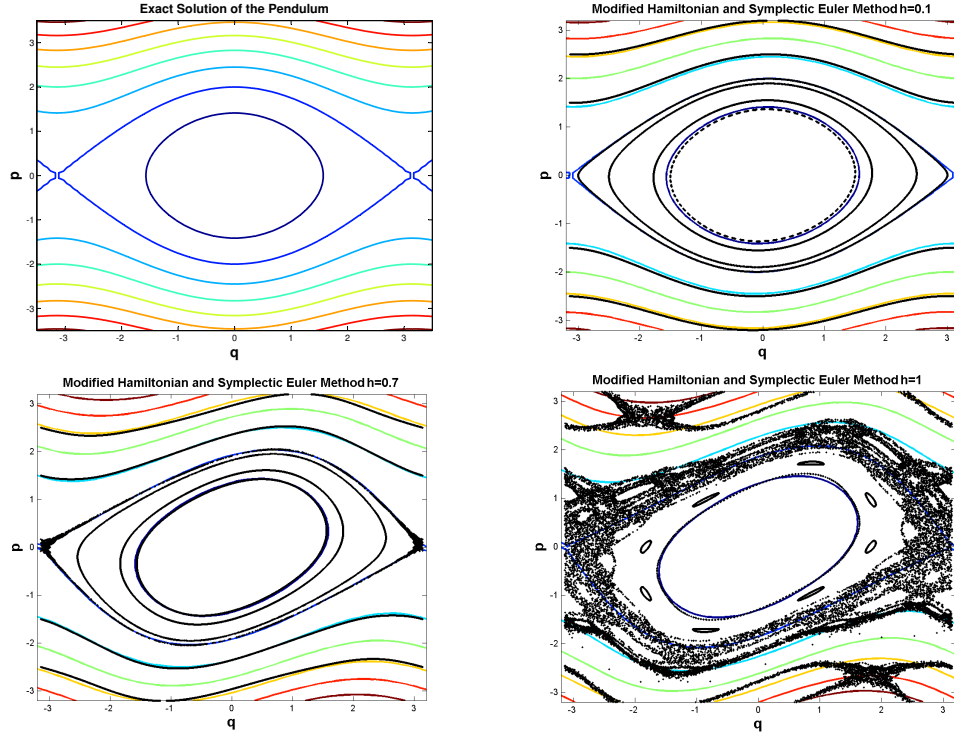 Exact Solution of the Pendulum
3
2
1
0
-1
-2
-3
p
-3 -2 -1 0 1 2 3
q
Modified Hamiltonian and Symplectic Euler Method h=0.1
3
2
1
0
-1
-2
-3
p
-3 -2 -1 0 1 2 3
q
Modified Hamiltonian and Symplectic Euler Method h=0.7
3
2
1
0
-1
-2
-3
p
-3 -2 -1 0 1 2 3
q
Modified Hamiltonian and Symplectic Euler Method h=1
3
2
1
0
-1
-2
-3
p
-3 -2 -1 0 1 2 3
q